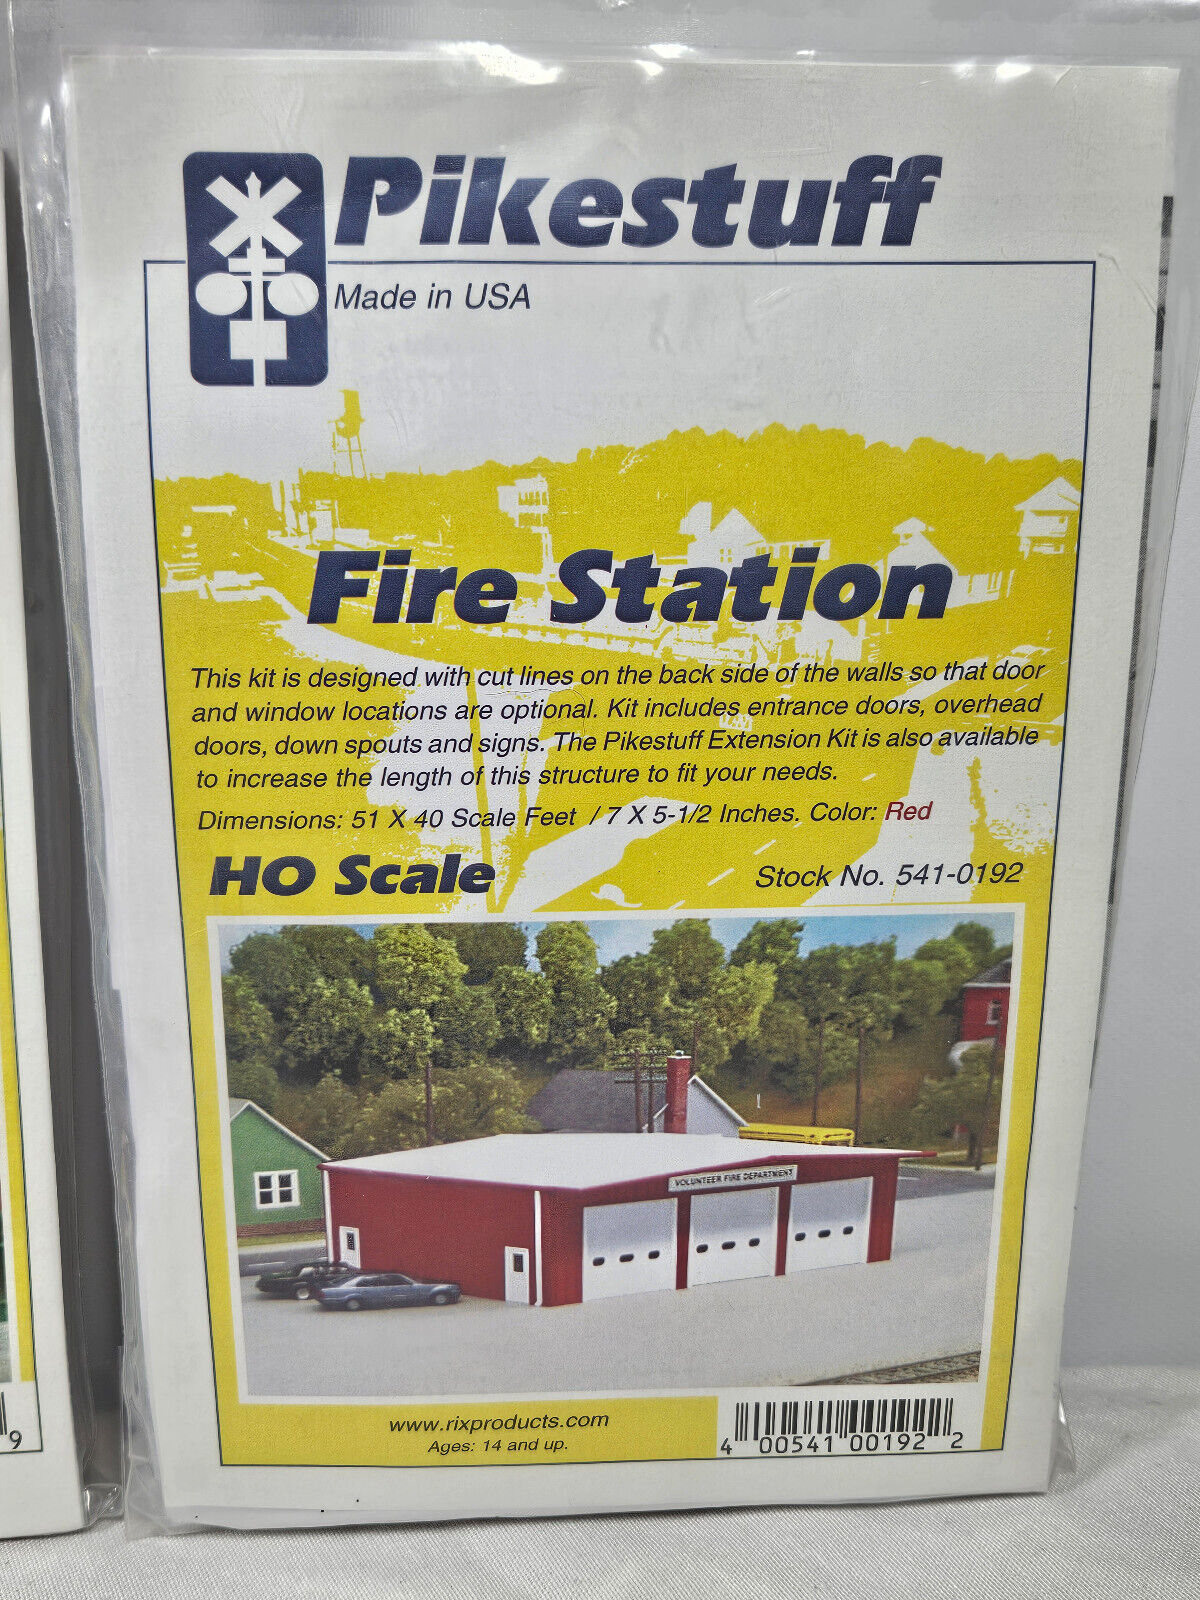 Pikestuff
Made in USA
Fire Station
This kit is designed with cut lines on the back side of the walls so that door
and window locations are optional. Kit includes entrance doors, overhead
doors, down spouts and signs. The Pikestuff Extension Kit is also available
to increase the length of this structure to fit your needs.
Dimensions: 51 X 40 Scale Feet / 7 X 5-1/2 Inches. Color: Red
HO Scale
Stock No. 541-0192
VOLUNTEER FIRE DEPARTMENT
www.rixproducts.com
Ages: 14 and up.
4 00541 00192 2
9